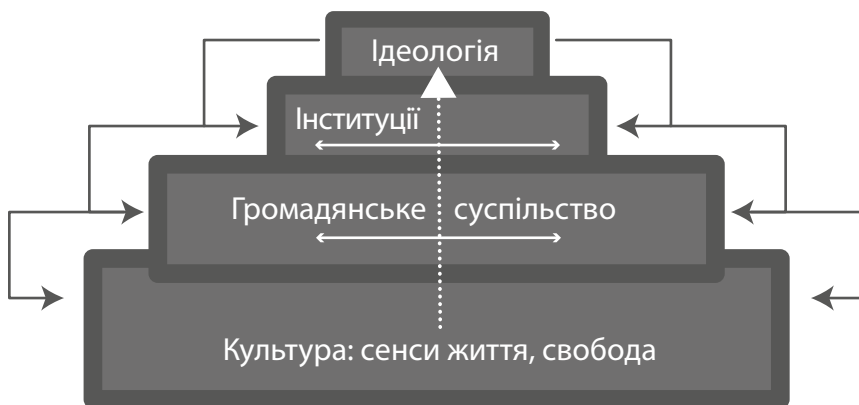 Ідеологія
Інституції
Громадянське суспільство
Культура: сенси життя, свобода